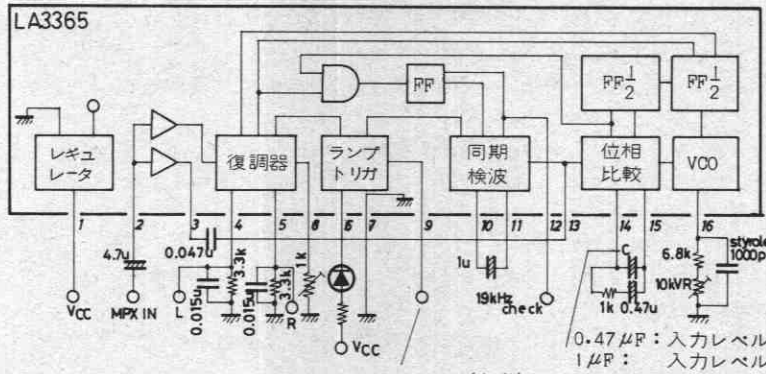 LA3365
レギュレータ
復調器
ランプトリガ
FF
同期検波
FF 1/2
FF 1/2
位相比較
VCO
1 2 3 4 5 8 6 7 9 10 11 12 13 14 15 16
4.7u
0.047u
0.015u
3.3k
0.015u
3.3k
1k
1u
19kHz
check
C
1k 0.47u
6.8k
10kVR
styrole
1000p
VCC
MPX IN
L
R
VCC
0.47μF：入力レベル
1μF： 入力レベル